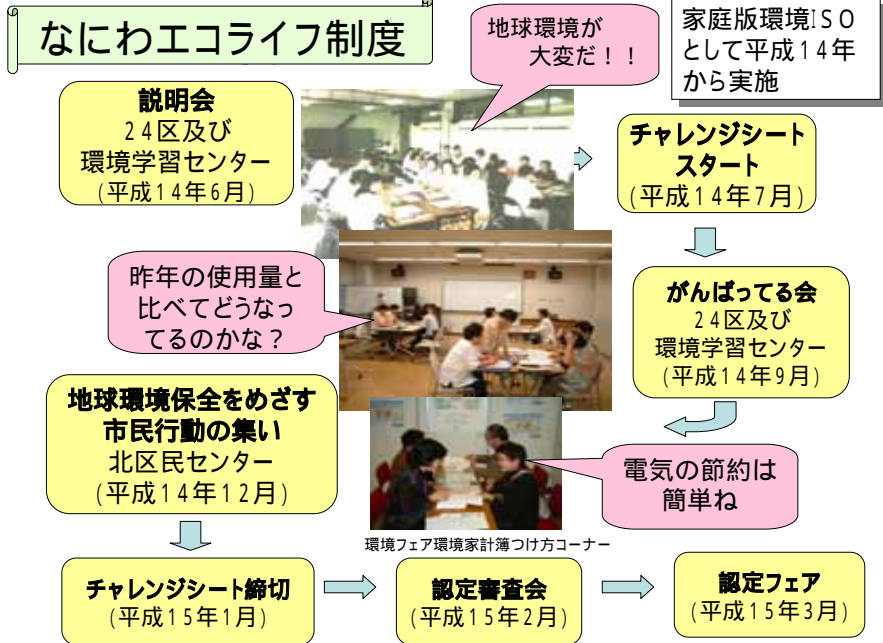 なにわエコライフ制度
地球環境が
大変だ！！
家庭版環境ISO
として平成14年
から実施
説明会
24区及び
環境学習センター
(平成14年6月)
チャレンジシート
スタート
(平成14年7月)
昨年の使用量と
比べてどうなっ
てるのかな？
がんばってる会
24区及び
環境学習センター
(平成14年9月)
地球環境保全をめざす
市民行動の集い
北区民センター
(平成14年12月)
電気の節約は
簡単ね
環境フェア環境家計簿つけ方コーナー
チャレンジシート締切
(平成15年1月)
認定審査会
(平成15年2月)
認定フェア
(平成15年3月)